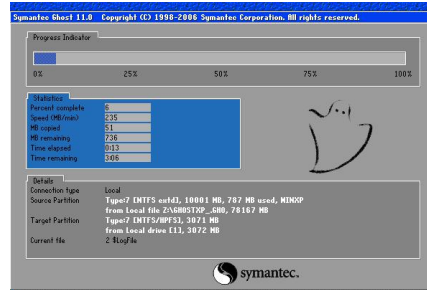 Symantec Ghost 11.0 Copyright (C) 1998-2006 Symantec Corporation. All rights reserved.
Progress Indicator
0% 25% 50% 75% 100%
Statistics
Percent complete 6
Speed (MB/min) 235
MB copied 51
MB remaining 736
Time elapsed 0:13
Time remaining 3:06
Details
Connection type Local
Source Partition Type:7 [NTFS extd], 10001 MB, 787 MB used, WINXP
from Local file Z:\GHOSTXP_.GHO, 78167 MB
Target Partition Type:7 [NTFS/HPFS], 3071 MB
from Local drive [1], 3072 MB
Current file 2 $LogFile
symantec.